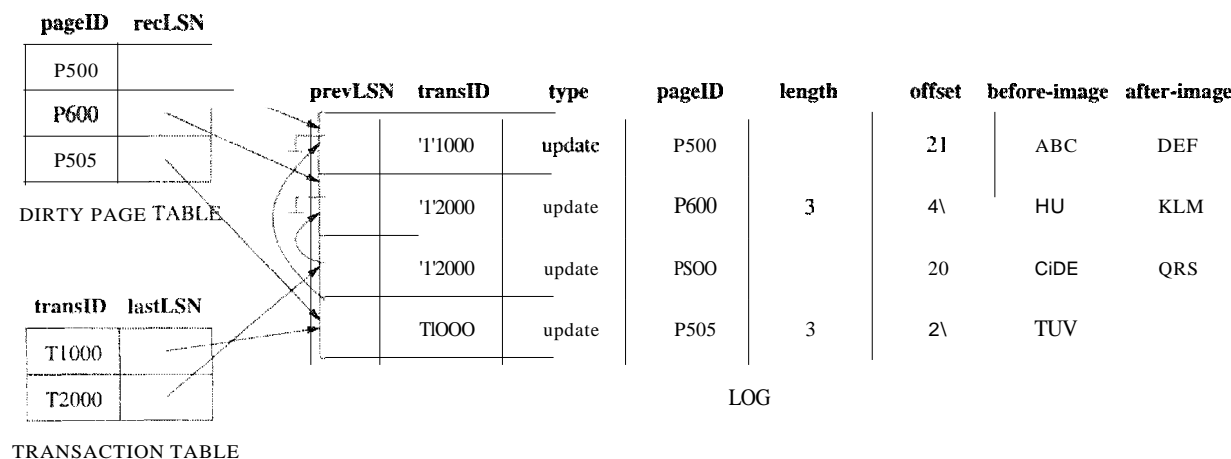 pageID recLSN
P500
P600
P505
DIRTY PAGE TABLE
transID lastLSN
T1000
T2000
TRANSACTION TABLE
prevLSN transID type pageID length offset before-image after-image
'1'1000 update P500 21 ABC DEF
'1'2000 update P600 3 4\ HU KLM
'1'2000 update PSOO 20 CiDE QRS
TlOOO update P505 3 2\ TUV
LOG